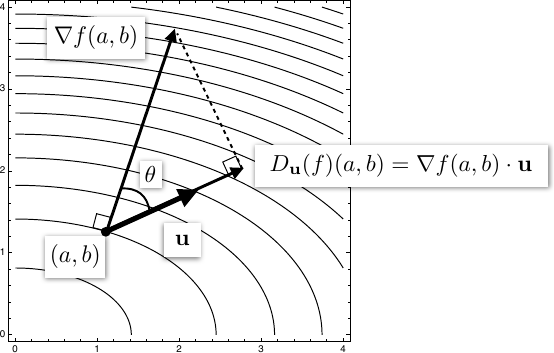 4
∇f(a, b)
3
2
D_u(f)(a, b) = ∇f(a, b) · u
θ
u
(a, b)
1
0
0 1 2 3 4